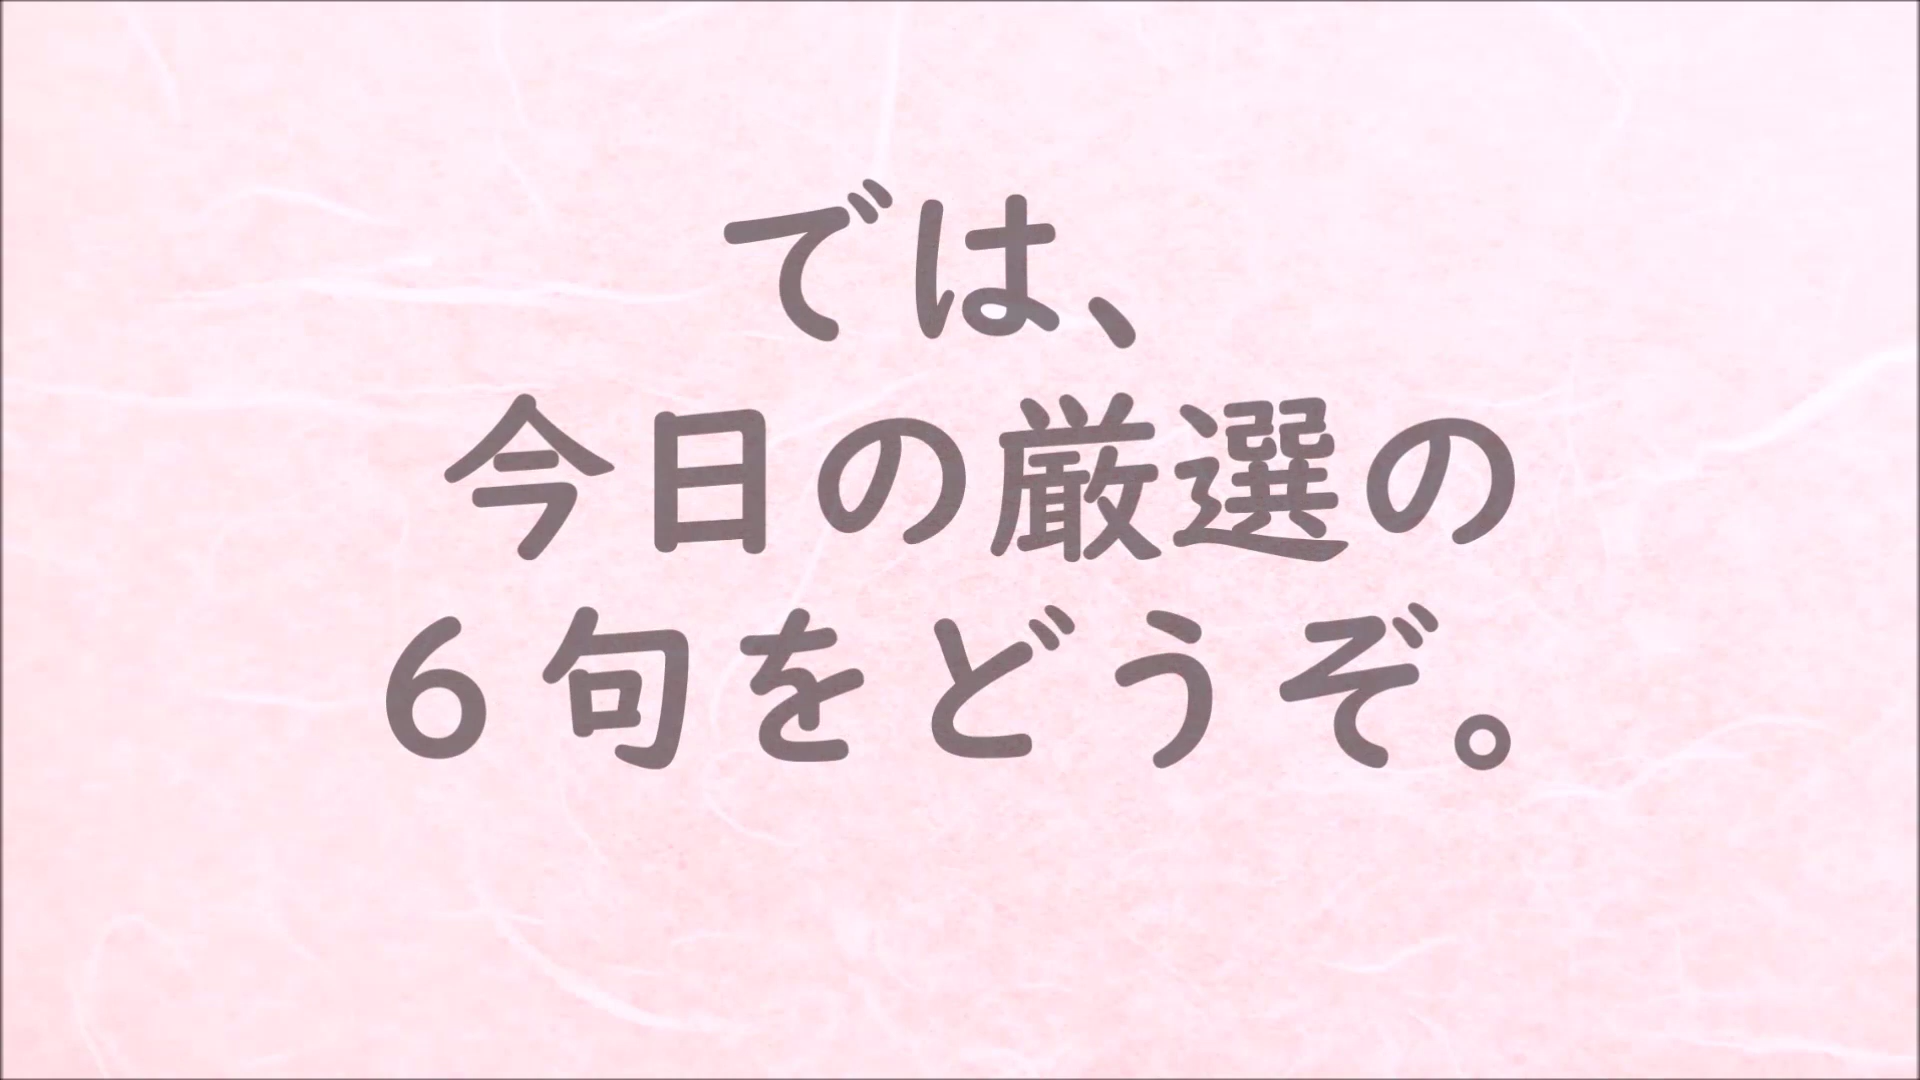 では、
今日の厳選の
６句をどうぞ。